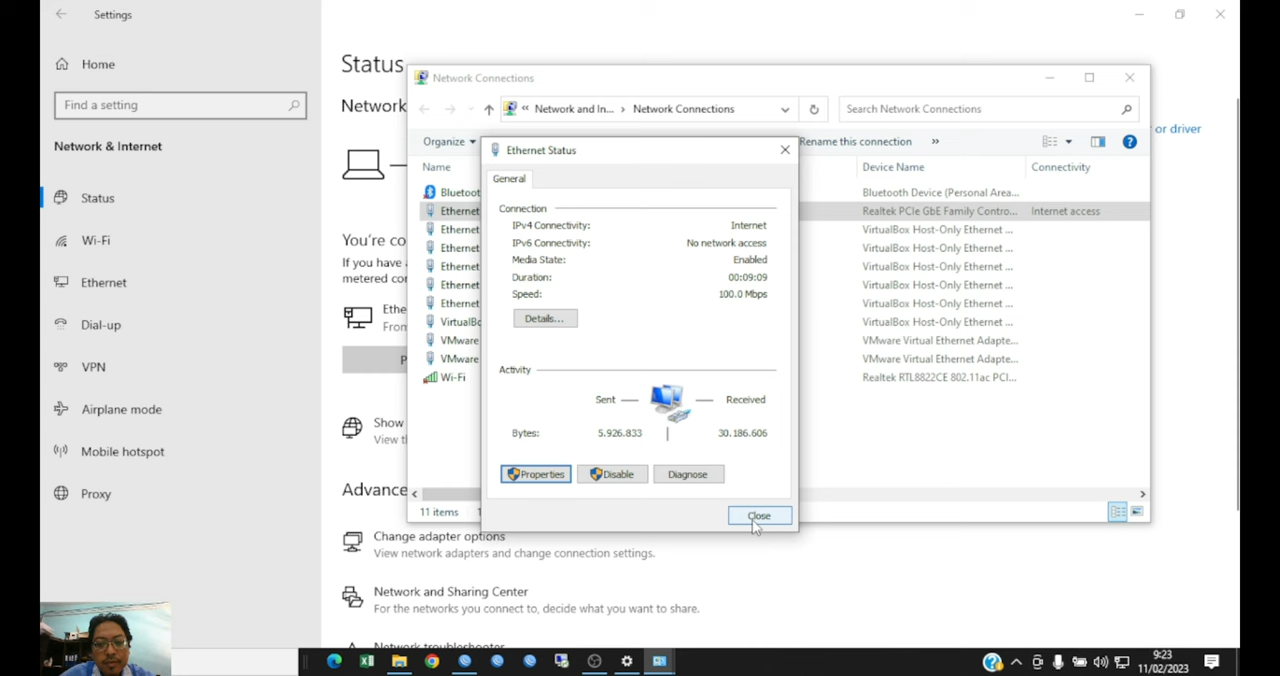 Settings
Home
Find a setting
Network & Internet
Status
Wi-Fi
Ethernet
Dial-up
VPN
Airplane mode
Mobile hotspot
Proxy
Status
Network
You're co
If you have a
metered con
Ethe
From
P
Show
View th
Advance
Change adapter options
View network adapters and change connection settings.
Network and Sharing Center
For the networks you connect to, decide what you want to share.
Network troubleshooter
or driver
Network Connections
« Network and In... › Network Connections
Search Network Connections
Organize
Rename this connection »
Name Device Name Connectivity
Bluetoot Bluetooth Device (Personal Area...
Ethernet Realtek PCIe GbE Family Contro... Internet access
Ethernet VirtualBox Host-Only Ethernet ...
Ethernet VirtualBox Host-Only Ethernet ...
Ethernet VirtualBox Host-Only Ethernet ...
Ethernet VirtualBox Host-Only Ethernet ...
Ethernet VirtualBox Host-Only Ethernet ...
VirtualBo VirtualBox Host-Only Ethernet ...
VMware VMware Virtual Ethernet Adapte...
VMware VMware Virtual Ethernet Adapte...
Wi-Fi Realtek RTL8822CE 802.11ac PCI...
11 items
Ethernet Status
General
Connection
IPv4 Connectivity: Internet
IPv6 Connectivity: No network access
Media State: Enabled
Duration: 00:09:09
Speed: 100.0 Mbps
Details...
Activity
Sent — — Received
Bytes: 5.926.833 30.186.606
Properties Disable Diagnose
Close
9:23
11/02/2023